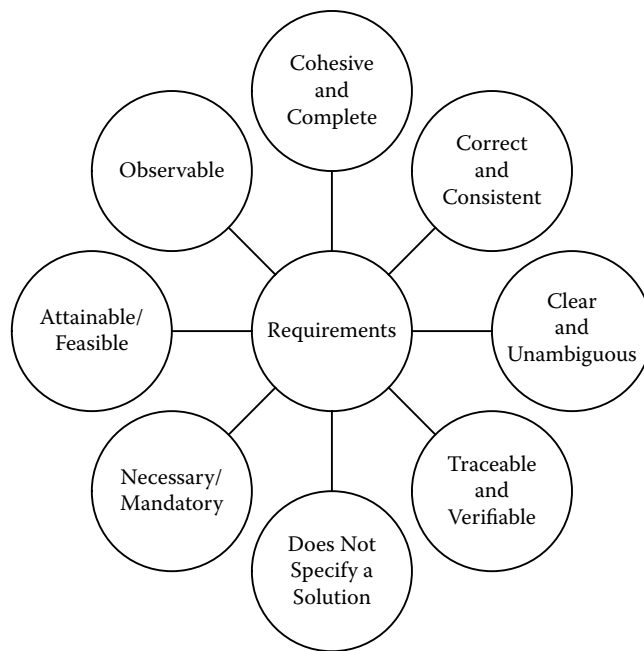 Cohesive
and
Complete
Correct
and
Consistent
Observable
Clear
and
Unambiguous
Attainable/
Feasible
Requirements
Necessary/
Mandatory
Traceable
and
Verifiable
Does Not
Specify a
Solution